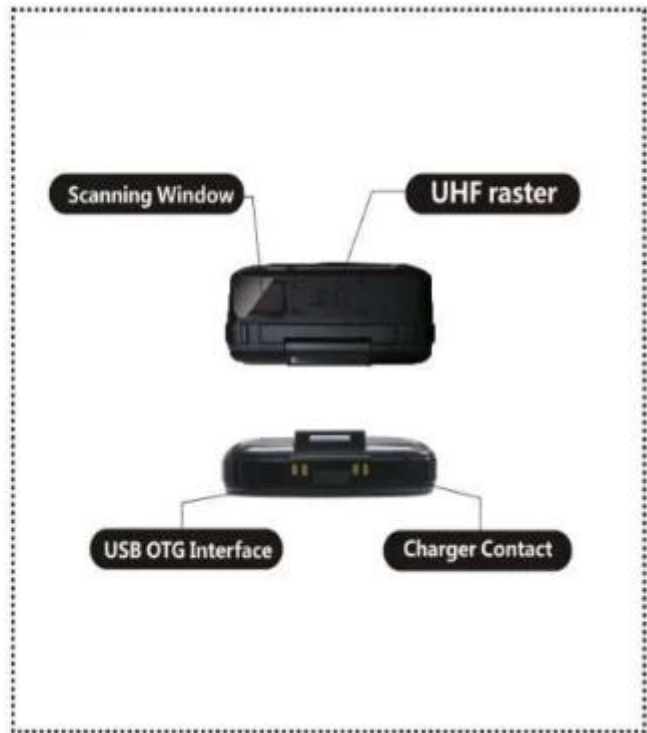 Scanning Window
UHF raster
USB OTG Interface
Charger Contact